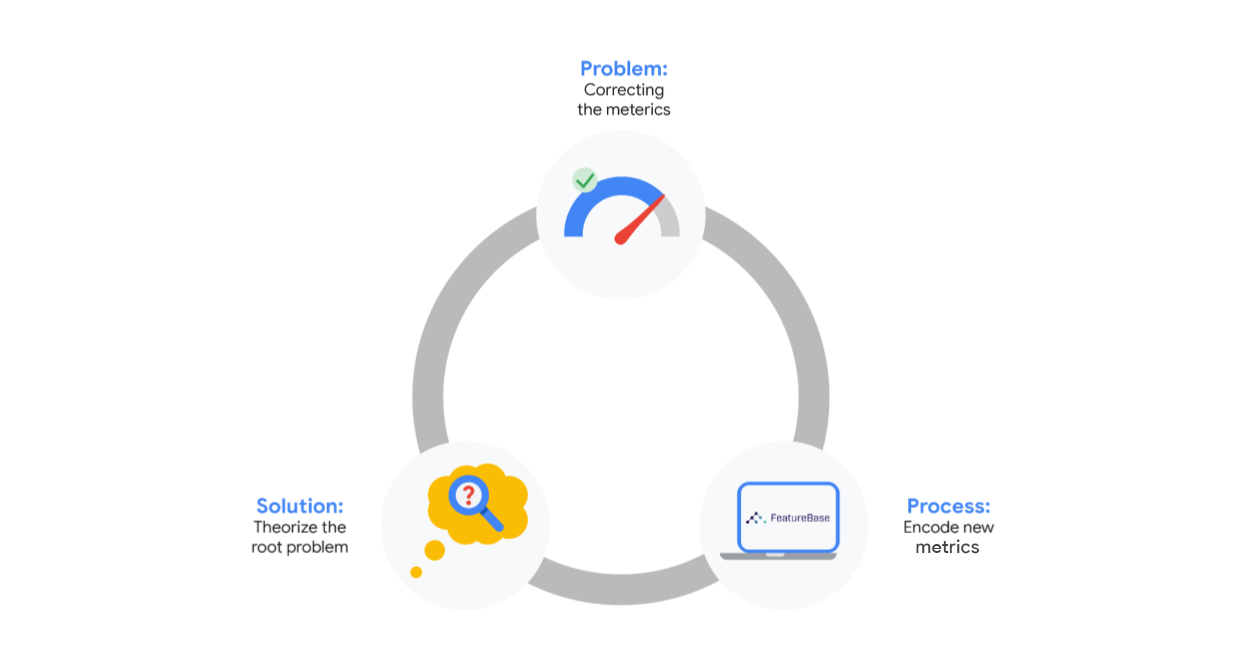 Problem:
Correcting
the meterics
?
FeatureBase
Solution:
Theorize the
root problem
Process:
Encode new
metrics